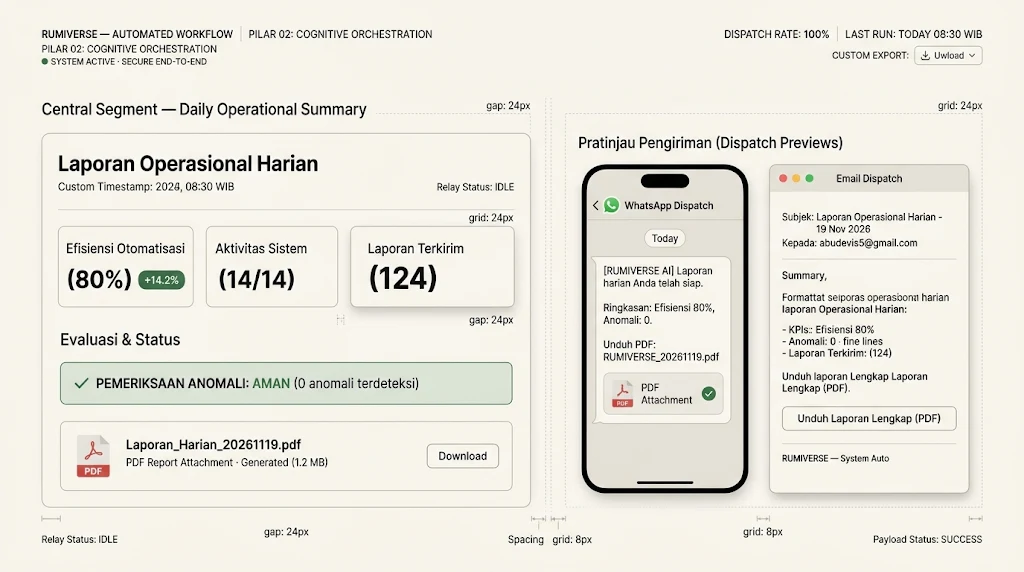 RUMIVERSE — AUTOMATED WORKFLOW | PILAR 02: COGNITIVE ORCHESTRATION
PILAR 02: COGNITIVE ORCHESTRATION
SYSTEM ACTIVE · SECURE END-TO-END
DISPATCH RATE: 100% | LAST RUN: TODAY 08:30 WIB
CUSTOM EXPORT: Uwload
Central Segment — Daily Operational Summary
gap: 24px
grid: 24px
Laporan Operasional Harian
Custom Timestamp: 2024, 08:30 WIB
Relay Status: IDLE
grid: 24px
Efisiensi Otomatisasi
(80%) +14.2%
Aktivitas Sistem
(14/14)
Laporan Terkirim
(124)
gap: 24px
Evaluasi & Status
PEMERIKSAAN ANOMALI: AMAN (0 anomali terdeteksi)
PDF
Laporan_Harian_20261119.pdf
PDF Report Attachment · Generated (1.2 MB)
Download
Pratinjau Pengiriman (Dispatch Previews)
WhatsApp Dispatch
Today
[RUMIVERSE AI] Laporan
harian Anda telah siap.
Ringkasan: Efisiensi 80%,
Anomali: 0.
Unduh PDF:
RUMIVERSE_20261119.pdf
PDF
PDF
Attachment
Email Dispatch
Subjek: Laporan Operasional Harian -
19 Nov 2026
Kepada: abudevis5@gmail.com
Summary,
Formattat seiporas operasional harian
laporan Operasional Harian:
- KPIs:: Efisiensi 80%
- Anomali: 0 · fine lines
- Laporan Terkirim: (124)
Unduh laporan Lengkap Laporan
Lengkap (PDF).
Unduh Laporan Lengkap (PDF)
RUMIVERSE — System Auto
Relay Status: IDLE
gap: 24px
Spacing grid: 8px
grid: 8px
Payload Status: SUCCESS